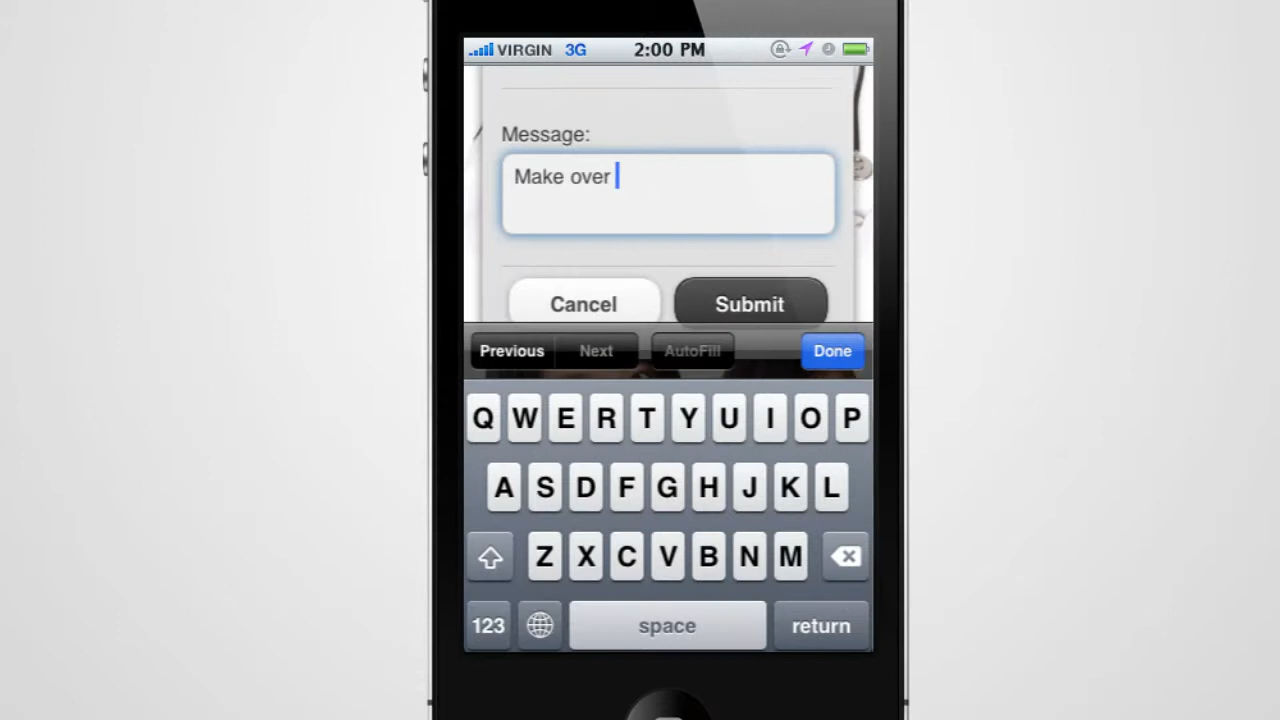 VIRGIN 3G 2:00 PM
Message:
Make over
Cancel Submit
Previous Next AutoFill Done
Q W E R T Y U I O P
A S D F G H J K L
Z X C V B N M
123 space return